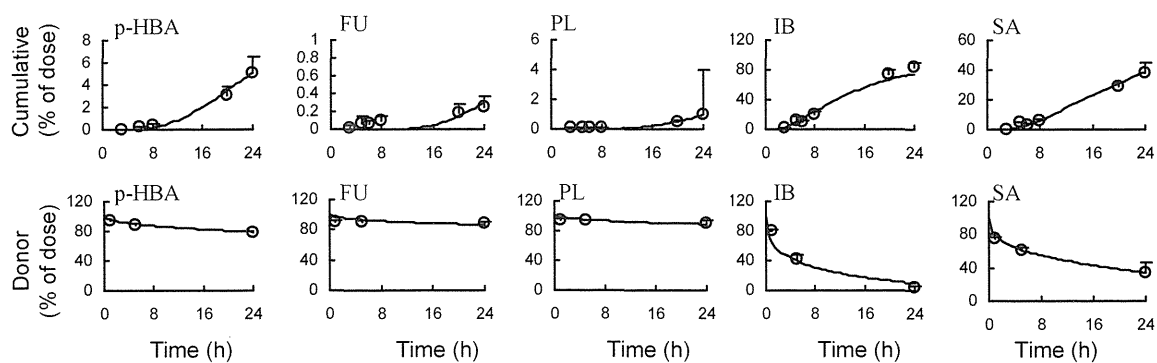 p-HBA FU PL IB SA
Cumulative
(% of dose)
8 6 4 2 0
1 0.8 0.6 0.4 0.2 0
6 4 2 0
120 80 40 0
60 40 20 0
0 8 16 24 0 8 16 24 0 8 16 24 0 8 16 24 0 8 16 24
p-HBA FU PL IB SA
Donor
(% of dose)
120 80 40 0
120 80 40 0
120 80 40 0
120 80 40 0
120 80 40 0
0 8 16 24 0 8 16 24 0 8 16 24 0 8 16 24 0 8 16 24
Time (h) Time (h) Time (h) Time (h) Time (h)